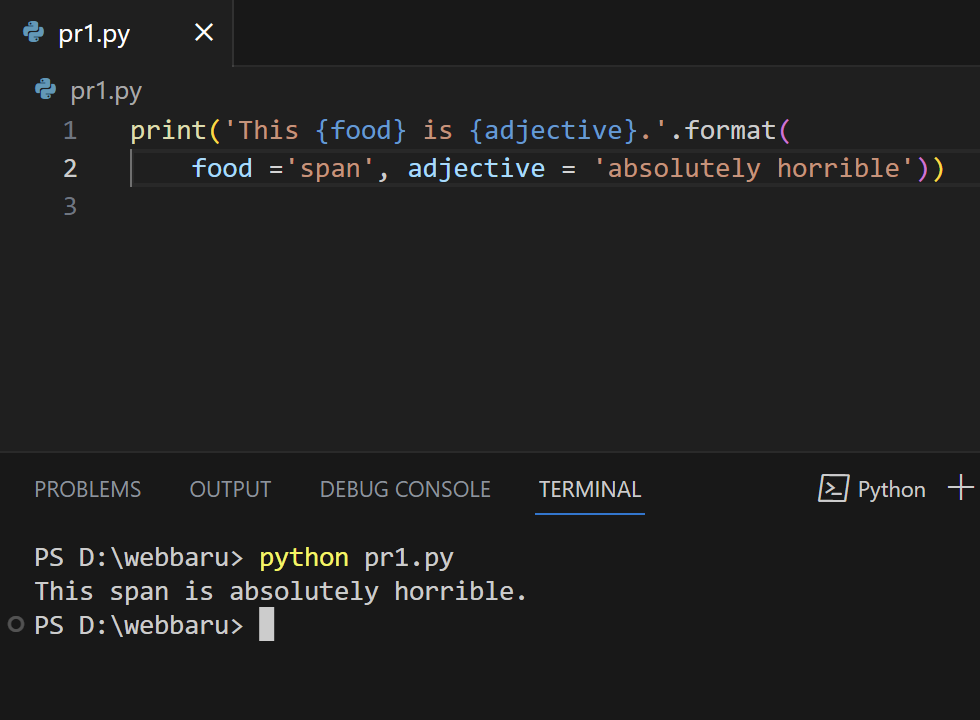 pr1.py
pr1.py
1 print('This {food} is {adjective}.'.format(
2     food ='span', adjective = 'absolutely horrible'))
3
PROBLEMS OUTPUT DEBUG CONSOLE TERMINAL Python
PS D:\webbaru> python pr1.py
This span is absolutely horrible.
PS D:\webbaru>